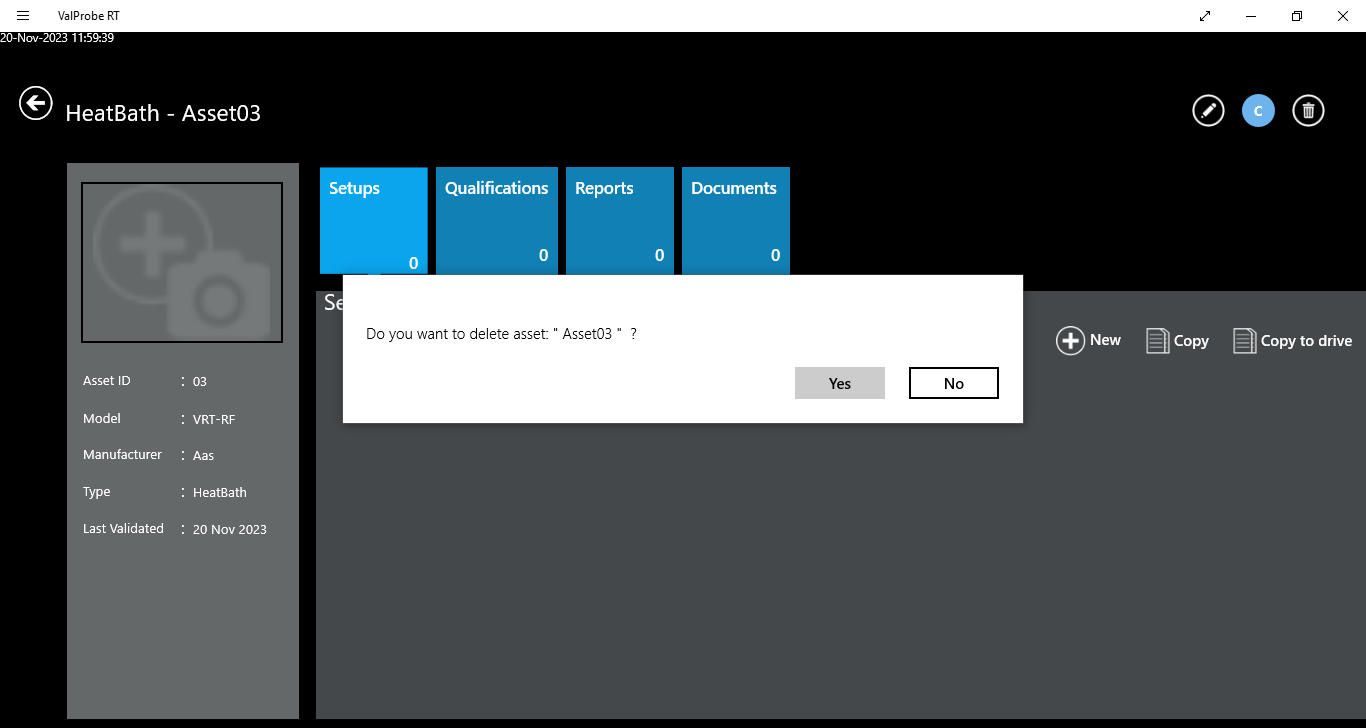 ValProbe RT
20-Nov-2023 11:59:39
HeatBath - Asset03
C
Setups
0
Qualifications
0
Reports
0
Documents
0
Se
Do you want to delete asset: " Asset03 " ?
Yes
No
New
Copy
Copy to drive
Asset ID : 03
Model : VRT-RF
Manufacturer : Aas
Type : HeatBath
Last Validated : 20 Nov 2023